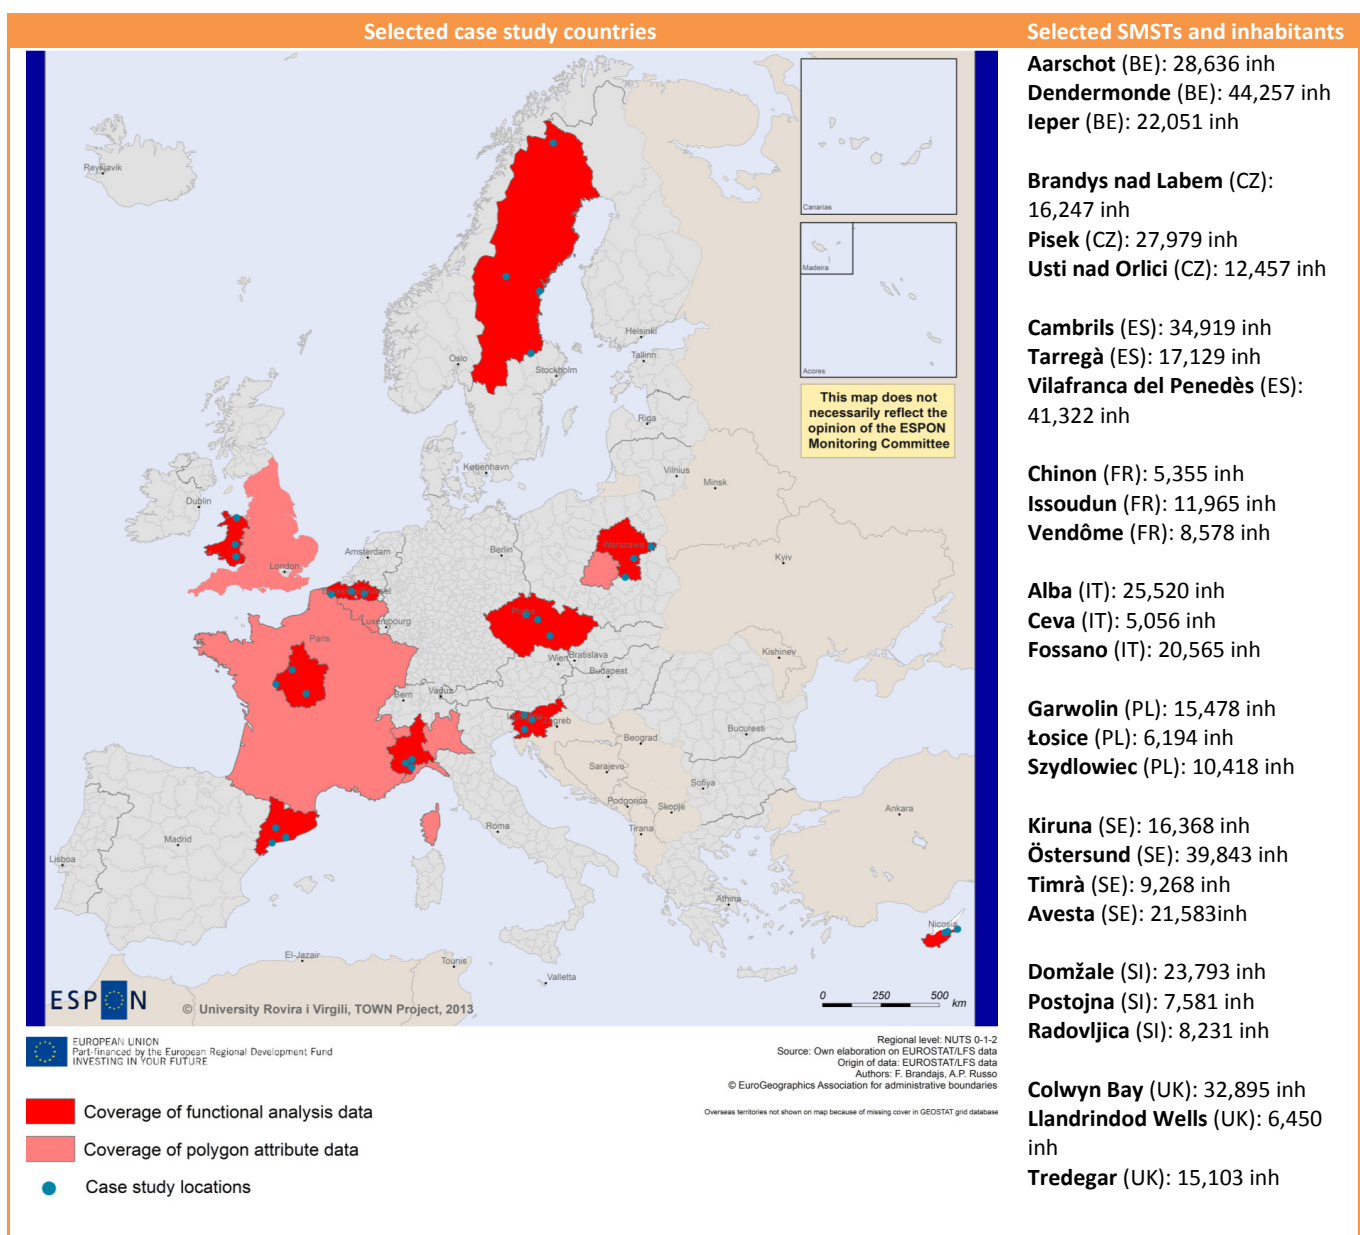 Selected case study countries
Selected SMSTs and inhabitants
Reykjavik
Canarias
Madeira
Acores
Helsinki
Oslo
Tallinn
Stockholm
This map does not
necessarily reflect the
opinion of the ESPON
Monitoring Committee
Riga
København
Vilnius
Minsk
Dublin
Amsterdam
Berlin
Warszawa
Kyiv
London
Luxembourg
Praha
Paris
Wien
Bratislava
Kishinev
Budapest
Bern
Vaduz
Zagreb
Beograd
Bucuresti
Sarajevo
Sofiya
Podgorica
Skopje
Ankara
Tirana
Roma
Madrid
Lisboa
Athina
Nicosia
El-Jazair
Tounis
Valletta
ESPON
© University Rovira i Virgili, TOWN Project, 2013
0 250 500
km
EUROPEAN UNION
Part-financed by the European Regional Development Fund
INVESTING IN YOUR FUTURE
Regional level: NUTS 0-1-2
Source: Own elaboration on EUROSTAT/LFS data
Origin of data: EUROSTAT/LFS data
Authors: F. Brandajs, A.P. Russo
© EuroGeographics Association for administrative boundaries
Overseas territories not shown on map because of missing cover in GEOSTAT grid database
Coverage of functional analysis data
Coverage of polygon attribute data
Case study locations
Aarschot (BE): 28,636 inh
Dendermonde (BE): 44,257 inh
Ieper (BE): 22,051 inh
Brandys nad Labem (CZ):
16,247 inh
Pisek (CZ): 27,979 inh
Usti nad Orlici (CZ): 12,457 inh
Cambrils (ES): 34,919 inh
Tarregà (ES): 17,129 inh
Vilafranca del Penedès (ES):
41,322 inh
Chinon (FR): 5,355 inh
Issoudun (FR): 11,965 inh
Vendôme (FR): 8,578 inh
Alba (IT): 25,520 inh
Ceva (IT): 5,056 inh
Fossano (IT): 20,565 inh
Garwolin (PL): 15,478 inh
Łosice (PL): 6,194 inh
Szydlowiec (PL): 10,418 inh
Kiruna (SE): 16,368 inh
Östersund (SE): 39,843 inh
Timrà (SE): 9,268 inh
Avesta (SE): 21,583inh
Domžale (SI): 23,793 inh
Postojna (SI): 7,581 inh
Radovljica (SI): 8,231 inh
Colwyn Bay (UK): 32,895 inh
Llandrindod Wells (UK): 6,450
inh
Tredegar (UK): 15,103 inh